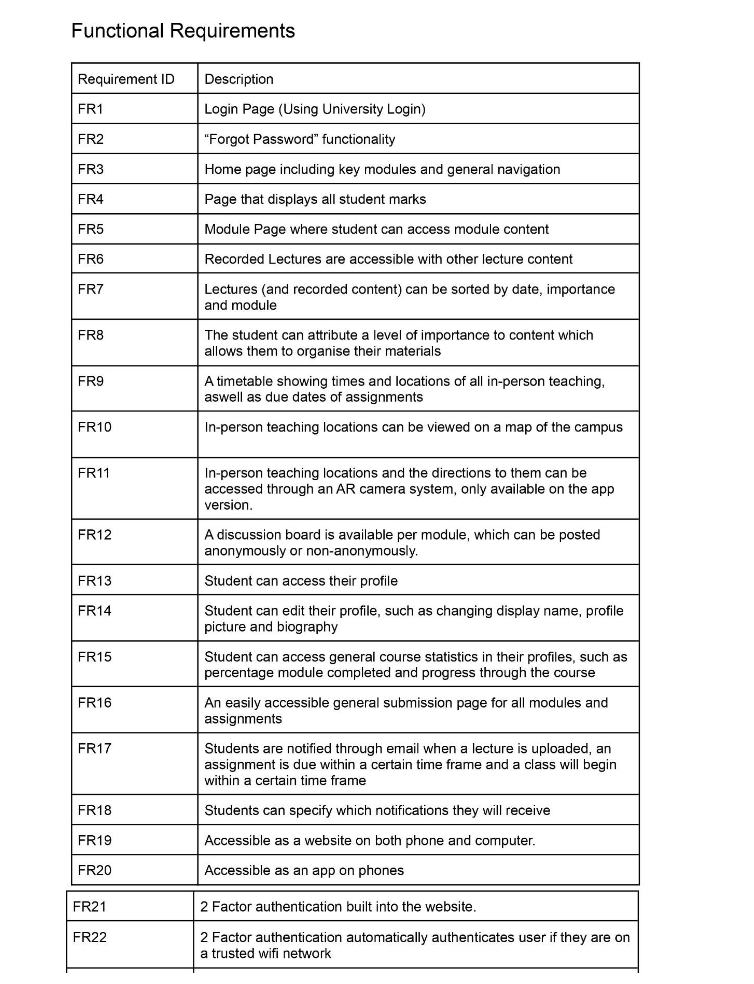 Functional Requirements
Requirement ID Description
FR1 Login Page (Using University Login)
FR2 “Forgot Password” functionality
FR3 Home page including key modules and general navigation
FR4 Page that displays all student marks
FR5 Module Page where student can access module content
FR6 Recorded Lectures are accessible with other lecture content
FR7 Lectures (and recorded content) can be sorted by date, importance
and module
FR8 The student can attribute a level of importance to content which
allows them to organise their materials
FR9 A timetable showing times and locations of all in-person teaching,
aswell as due dates of assignments
FR10 In-person teaching locations can be viewed on a map of the campus
FR11 In-person teaching locations and the directions to them can be
accessed through an AR camera system, only available on the app
version.
FR12 A discussion board is available per module, which can be posted
anonymously or non-anonymously.
FR13 Student can access their profile
FR14 Student can edit their profile, such as changing display name, profile
picture and biography
FR15 Student can access general course statistics in their profiles, such as
percentage module completed and progress through the course
FR16 An easily accessible general submission page for all modules and
assignments
FR17 Students are notified through email when a lecture is uploaded, an
assignment is due within a certain time frame and a class will begin
within a certain time frame
FR18 Students can specify which notifications they will receive
FR19 Accessible as a website on both phone and computer.
FR20 Accessible as an app on phones
FR21 2 Factor authentication built into the website.
FR22 2 Factor authentication automatically authenticates user if they are on
a trusted wifi network